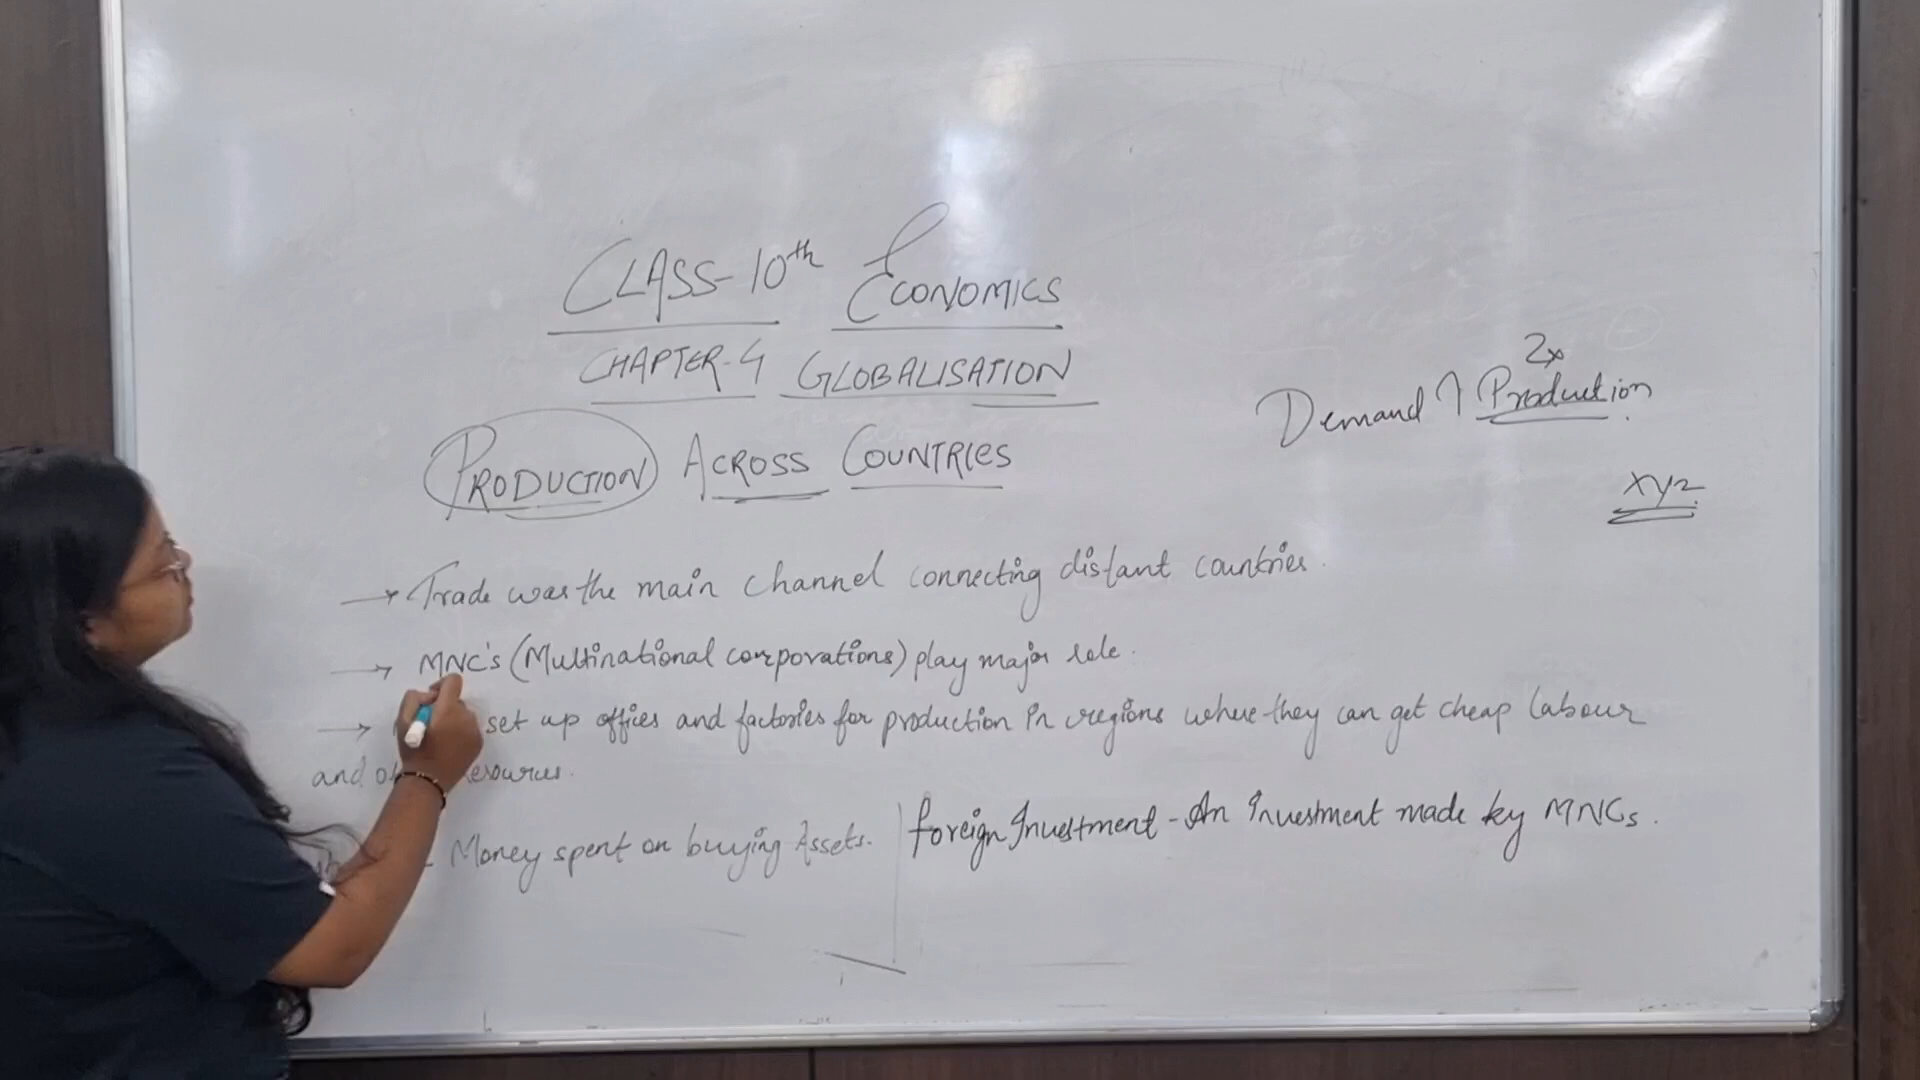 CLASS-10th ECONOMICS
CHAPTER-4 GLOBALISATION
PRODUCTION ACROSS COUNTRIES
2x
Demand ↑ Production
xyz
→ Trade was the main channel connecting distant countries.
→ MNC's (Multinational corporations) play major role.
→ set up offices and factories for production in regions where they can get cheap labour
and
- Money spent on buying Assets.
foreign Investment - An Investment made by MNCs.